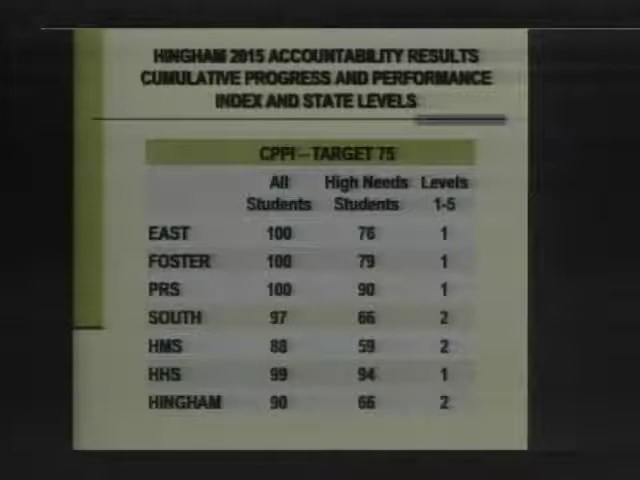 HINGHAM 2015 ACCOUNTABILITY RESULTS
CUMULATIVE PROGRESS AND PERFORMANCE
INDEX AND STATE LEVELS
CPPI – TARGET 75
All Students High Needs Students Levels 1-5
EAST 100 76 1
FOSTER 100 79 1
PRS 100 90 1
SOUTH 97 66 2
HMS 88 59 2
HHS 99 94 1
HINGHAM 90 66 2